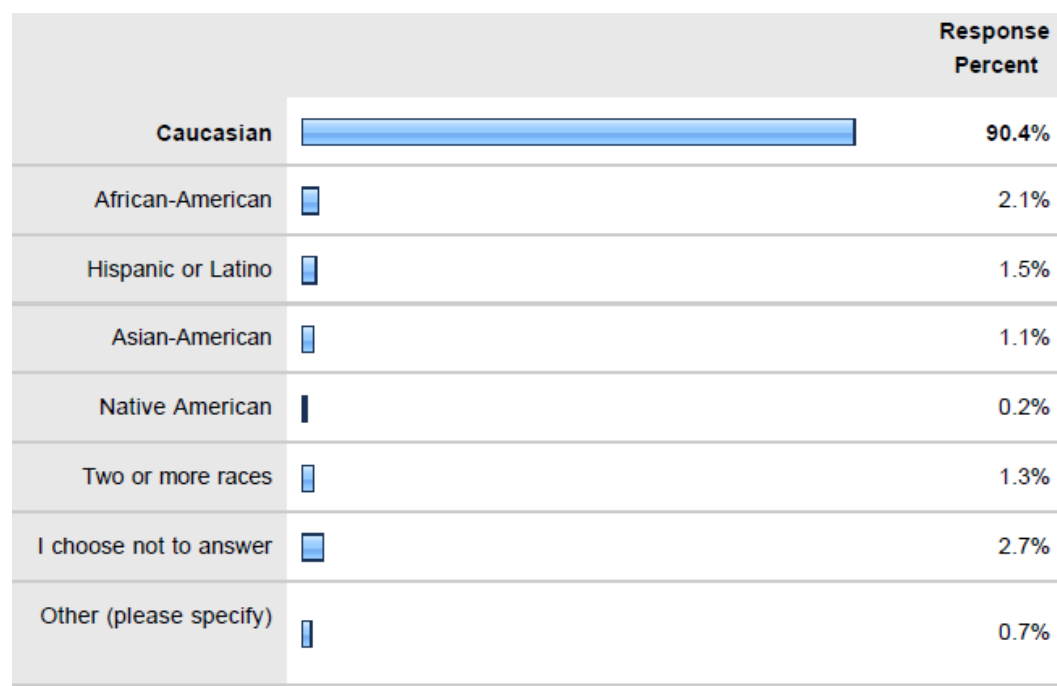 Response
Percent
Caucasian 90.4%
African-American 2.1%
Hispanic or Latino 1.5%
Asian-American 1.1%
Native American 0.2%
Two or more races 1.3%
I choose not to answer 2.7%
Other (please specify) 0.7%